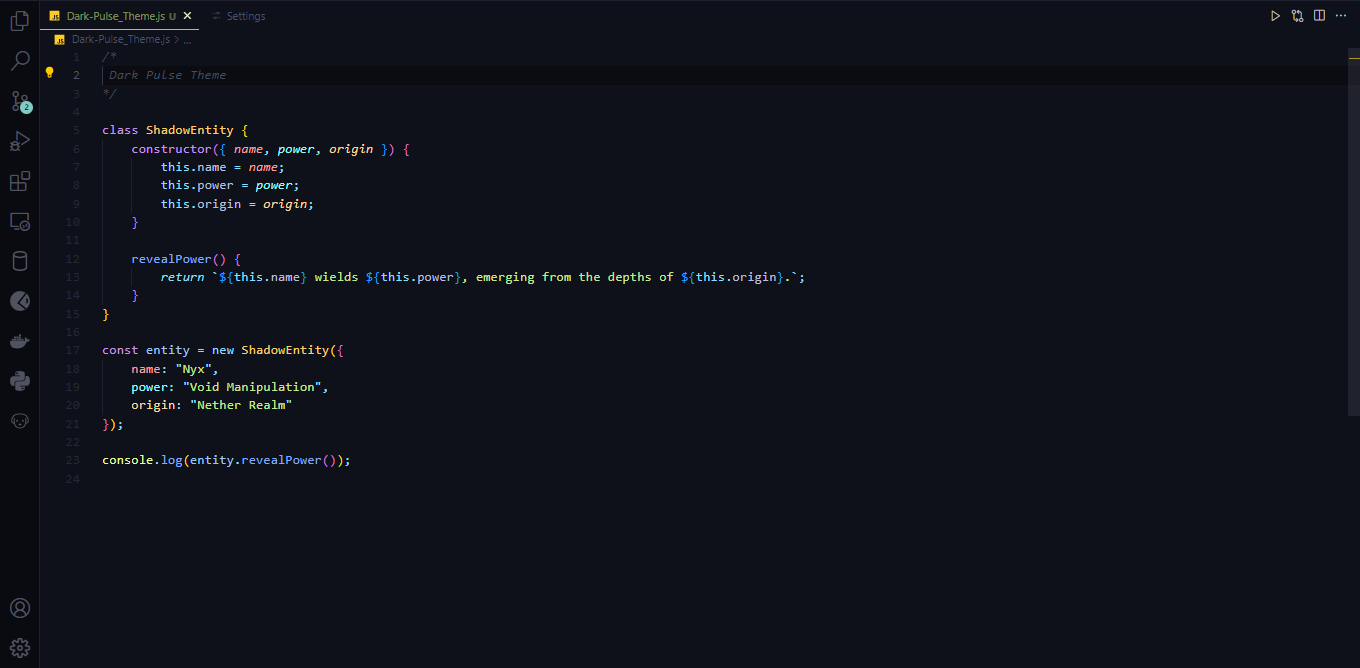 Dark-Pulse_Theme.js U
Settings
Dark-Pulse_Theme.js > ...
2
1 /*
2  Dark Pulse Theme
3 */
4
5 class ShadowEntity {
6     constructor({ name, power, origin }) {
7         this.name = name;
8         this.power = power;
9         this.origin = origin;
10     }
11
12     revealPower() {
13         return `${this.name} wields ${this.power}, emerging from the depths of ${this.origin}.`;
14     }
15 }
16
17 const entity = new ShadowEntity({
18     name: "Nyx",
19     power: "Void Manipulation",
20     origin: "Nether Realm"
21 });
22
23 console.log(entity.revealPower());
24